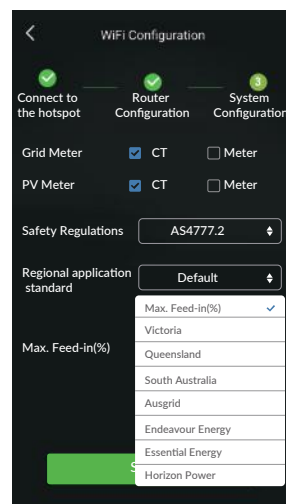 WiFi Configuration
3
Connect to
the hotspot
Router
Configuration
System
Configuration
Grid Meter CT Meter
PV Meter CT Meter
Safety Regulations AS4777.2
Regional application
standard
Default
Max. Feed-in(%)
Victoria
Max. Feed-in(%)
Queensland
South Australia
Ausgrid
Endeavour Energy
Essential Energy
S
Horizon Power